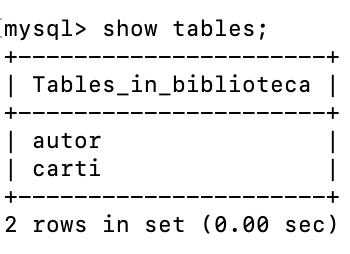 mysql> show tables;
+----------------------+
| Tables_in_biblioteca |
+----------------------+
| autor                |
| carti                |
+----------------------+
2 rows in set (0.00 sec)